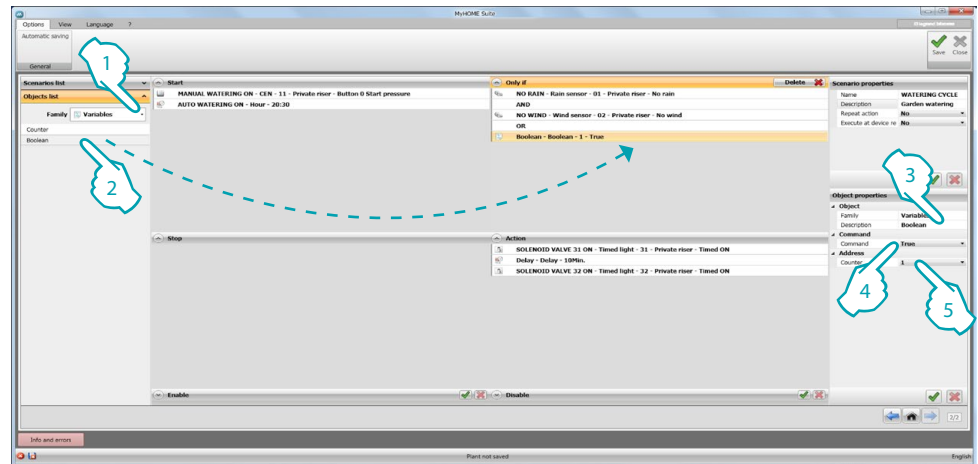 MyHOME Suite
Options View Language ?
Automatic saving
General
Save Close
Scenarios list
Objects list
Family Variables
Counter
Boolean
1
2
Start
MANUAL WATERING ON - CEN - 11 - Private riser - Button 0 Start pressure
AUTO WATERING ON - Hour - 20:30
Only if Delete
NO RAIN - Rain sensor - 01 - Private riser - No rain
AND
NO WIND - Wind sensor - 02 - Private riser - No wind
OR
Boolean - Boolean - 1 - True
Stop
Action
SOLENOID VALVE 31 ON - Timed light - 31 - Private riser - Timed ON
Delay - Delay - 10Min.
SOLENOID VALVE 32 ON - Timed light - 32 - Private riser - Timed ON
Enable
Disable
Scenario properties
Name WATERING CYCLE
Description Garden watering
Repeat action No
Execute at device re No
3
Object properties
Object
Family Variables
Description Boolean
Command
Command True
Address
Counter 1
4
5
2/2
Info and errors
Plant not saved
English